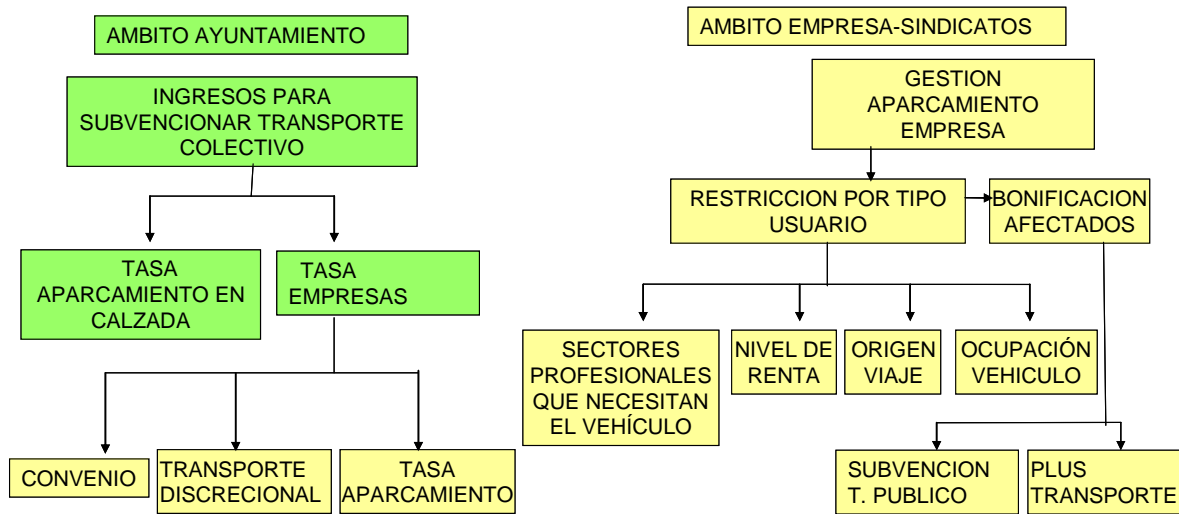 AMBITO AYUNTAMIENTO
INGRESOS PARA
SUBVENCIONAR TRANSPORTE
COLECTIVO
TASA
APARCAMIENTO EN
CALZADA
TASA
EMPRESAS
CONVENIO
TRANSPORTE
DISCRECIONAL
TASA
APARCAMIENTO
AMBITO EMPRESA-SINDICATOS
GESTION
APARCAMIENTO
EMPRESA
RESTRICCION POR TIPO
USUARIO
BONIFICACION
AFECTADOS
SECTORES
PROFESIONALES
QUE NECESITAN
EL VEHÍCULO
NIVEL DE
RENTA
ORIGEN
VIAJE
OCUPACIÓN
VEHICULO
SUBVENCION
T. PUBLICO
PLUS
TRANSPORTE